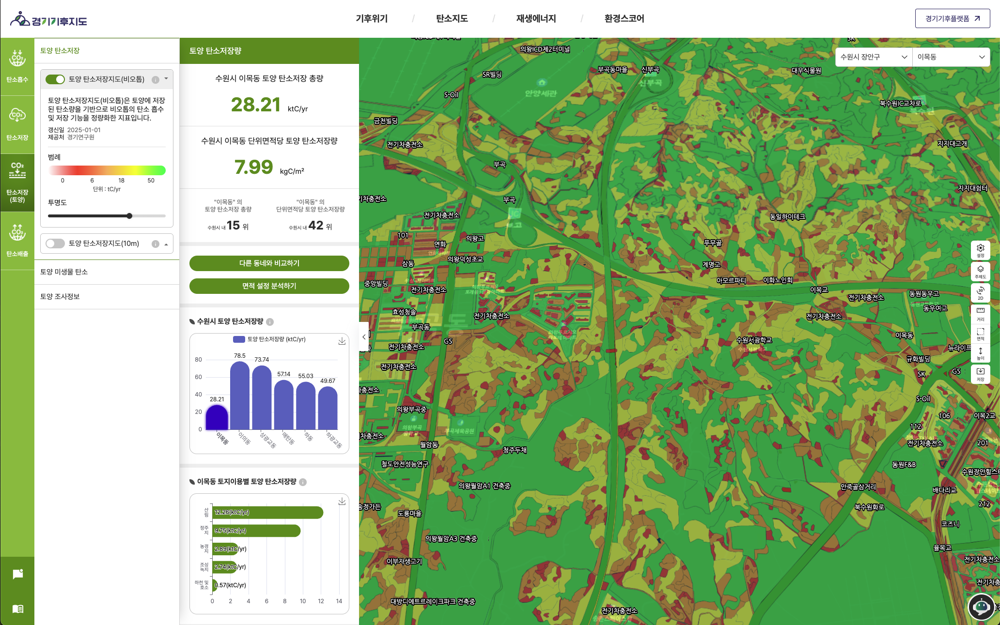 경기기후지도
기후위기 / 탄소지도 / 재생에너지 / 환경스코어
경기기후플랫폼
탄소흡수
탄소저장
탄소저장
(토양)
탄소배출
토양 탄소저장
토양 탄소저장지도(비오톱)
토양 탄소저장지도(비오톱)은 토양에 저장
된 탄소량을 기반으로 비오톱의 탄소 흡수
및 저장 기능을 정량화한 지표입니다.
갱신일 2025-01-01
제공처 경기연구원
범례
0 6 18 50
단위 : tC/yr
투명도
토양 탄소저장지도(10m)
토양 미생물 탄소
토양 조사정보
토양 탄소저장량
수원시 이목동 토양 탄소저장 총량
28.21 ktC/yr
수원시 이목동 단위면적당 토양 탄소저장량
7.99 kgC/m²
"이목동" 의
토양 탄소저장 총량
수원시 내 15 위
"이목동" 의
단위면적당 토양 탄소저장량
수원시 내 42 위
다른 동네와 비교하기
면적 설정 분석하기
수원시 토양 탄소저장량
토양 탄소저장량 (ktC/yr)
80
60
40
20
0
28.21
78.5
73.74
57.14
55.03
49.67
이목동
이의동
상광교동
매탄동
하동
하광교동
이목동 토지이용별 토양 탄소저장량
산림 12.26(ktC/yr)
정주지 9.75(ktC/yr)
농경지 2.89(ktC/yr)
조성녹지 2.74(ktC/yr)
하천 및 호소 0.57(ktC/yr)
0 2 4 6 8 10 12 14
수원시 장안구
이목동
의왕ICD제2터미널
SR빌딩
부곡동마을
신부곡
신부곡
대우식물원
안양세관
S-Oil
북수원IC교차로
북수원
금천빌딩
전기차충전소
지지대고개
부곡
지지대쉼터
부곡
전기차충전소
동일하이테크
101
의왕고
연화
푸무골
의왕덕성초교
삼동
계명고
중앙빌딩
전기차충전소
아모르파티
이화노인회
이목교
전기차충전소
동원동우고
동우여고
효성청솔
전기차충전소
전기차충전소
부곡동
이목동
GS
수원서광학교
수원서광학교
전기차충전소
뉴라이프
규화빌딩
전기차충전소
SK
GS
S-Oil
의왕부곡중
106
이목2교
의왕부곡
부곡체육공원
112
월암동
전기차충전소
201
청주두채
철도안전성능연구
동원F&B
의왕월암A1 건축중
안죽골삼거리
배다리교
송정가든
도룡마을
북수원화로
212
코즈니
의왕월암A3 건축중
율목교
이부자생고기
전기차충전소
대방디에트르레이크파크 건축중
전기차충전소
설정
주제도
3D
2D
거리
면적
높이
저장